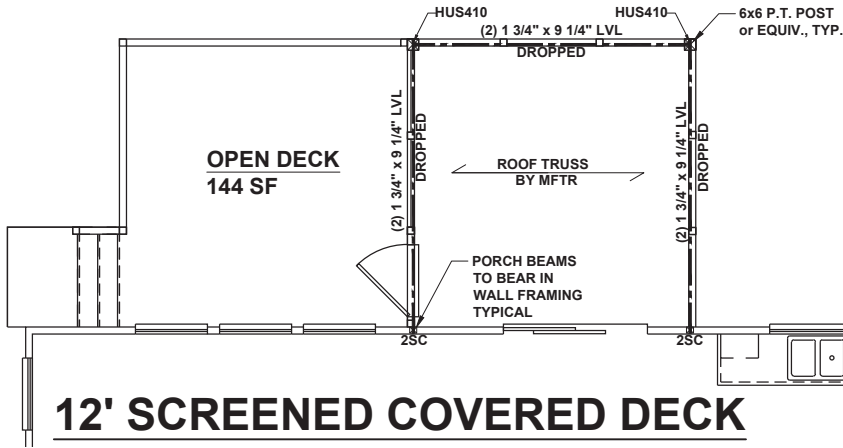 HUS410
HUS410
6x6 P.T. POST
or EQUIV., TYP.
(2) 1 3/4" x 9 1/4" LVL
DROPPED
(2) 1 3/4" x 9 1/4" LVL
DROPPED
(2) 1 3/4" x 9 1/4" LVL
DROPPED
OPEN DECK
144 SF
ROOF TRUSS
BY MFTR
PORCH BEAMS
TO BEAR IN
WALL FRAMING
TYPICAL
2SC
2SC
12' SCREENED COVERED DECK